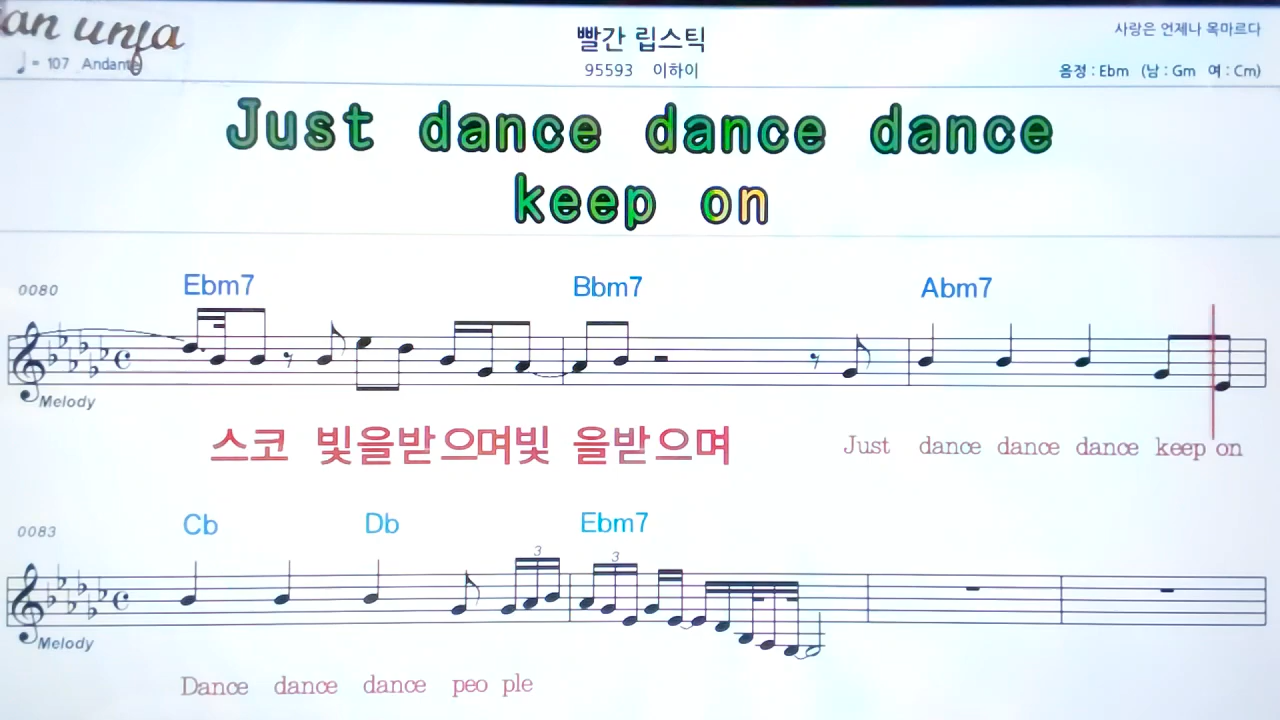 an unfa
빨간 립스틱
사랑은 언제나 목마르다
♩= 107 Andante
95593 이하이
음정 : Ebm (남 : Gm 여 : Cm)
Just dance dance dance
keep on
0080 Ebm7 Bbm7 Abm7
Melody
스코 빛을받으며빛 을받으며 Just dance dance dance keep on
0083 Cb Db Ebm7
3 3
Melody
Dance dance dance peo ple